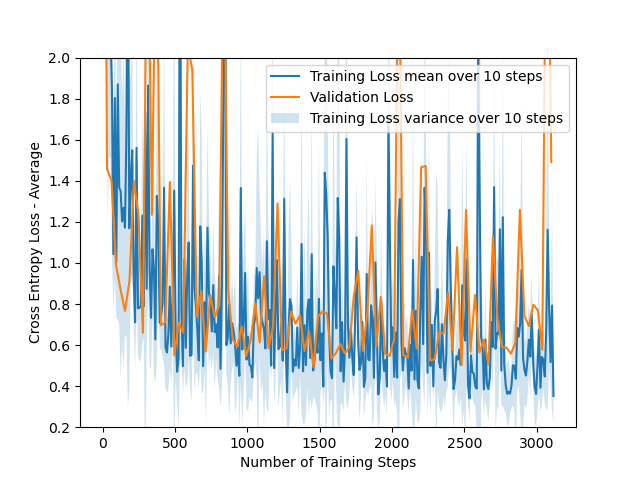 2.0
1.8
1.6
1.4
1.2
1.0
0.8
0.6
0.4
0.2
Cross Entropy Loss - Average
Training Loss mean over 10 steps
Validation Loss
Training Loss variance over 10 steps
0 500 1000 1500 2000 2500 3000
Number of Training Steps